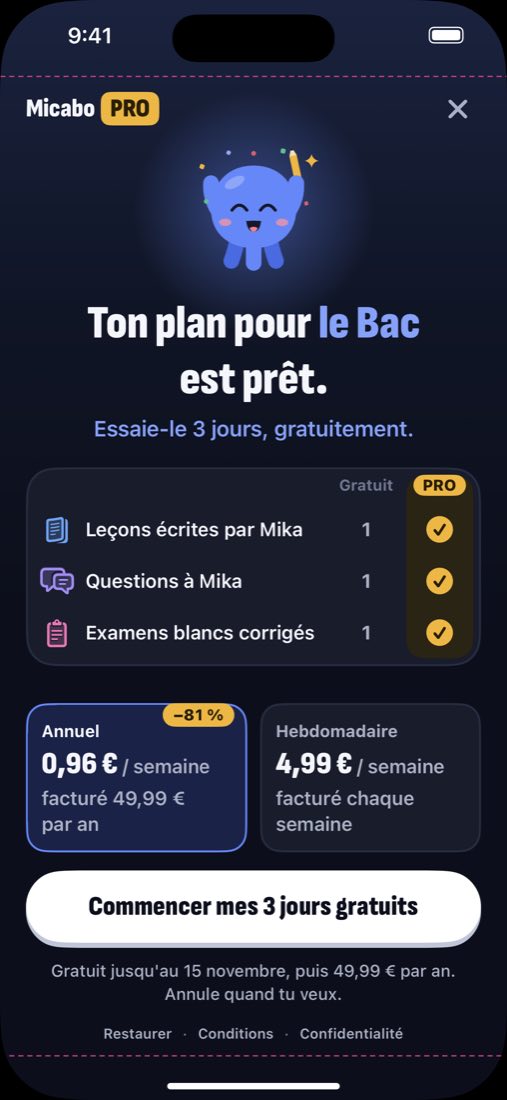 9:41
Micabo PRO
Ton plan pour le Bac
est prêt.
Essaie-le 3 jours, gratuitement.
Gratuit PRO
Leçons écrites par Mika 1
Questions à Mika 1
Examens blancs corrigés 1
−81 %
Annuel
0,96 € / semaine
facturé 49,99 €
par an
Hebdomadaire
4,99 € / semaine
facturé chaque
semaine
Commencer mes 3 jours gratuits
Gratuit jusqu'au 15 novembre, puis 49,99 € par an.
Annule quand tu veux.
Restaurer · Conditions · Confidentialité